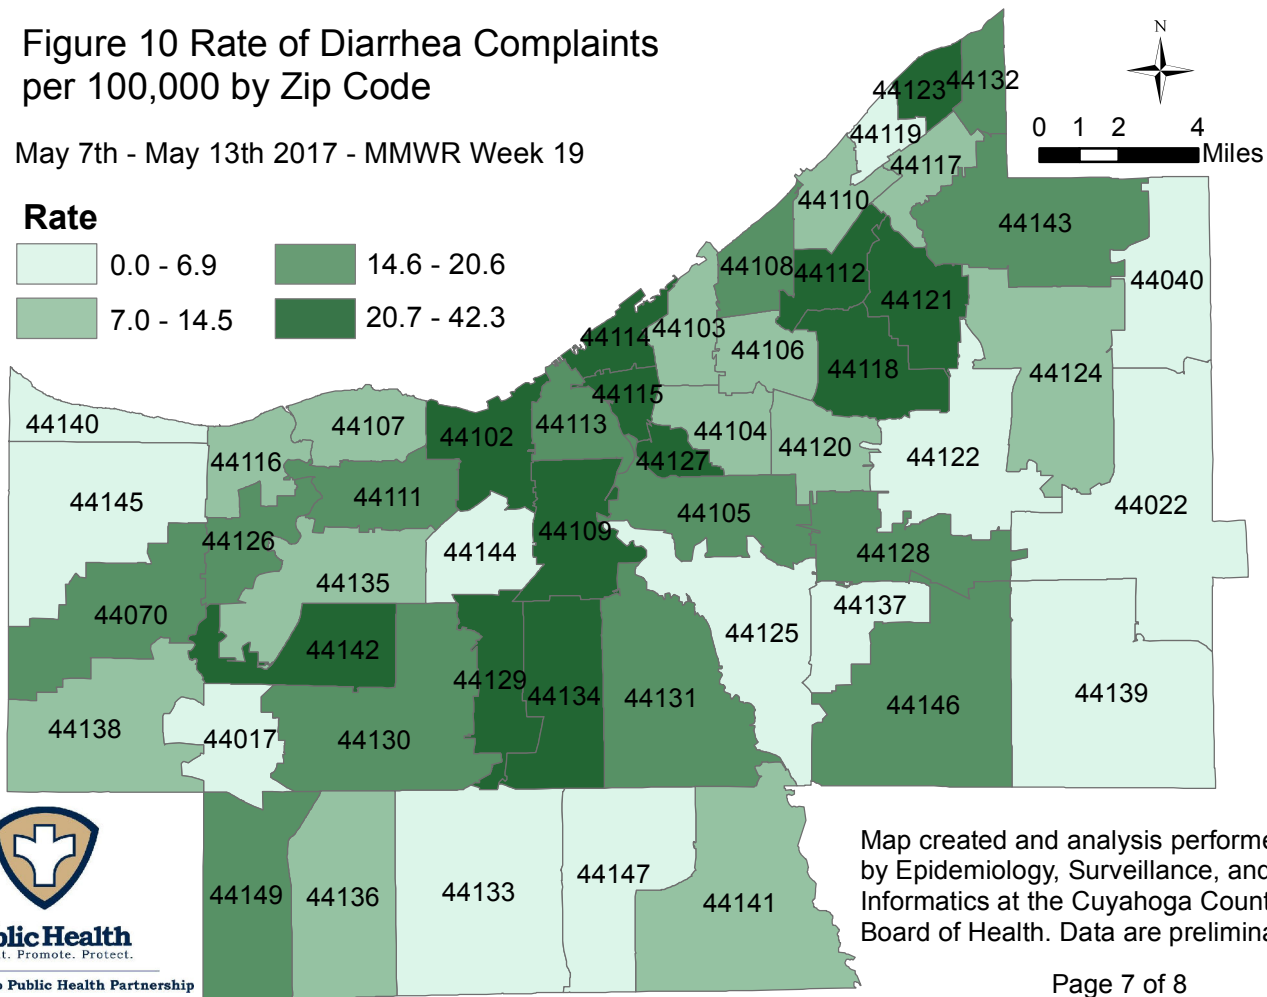 Figure 10 Rate of Diarrhea Complaints
per 100,000 by Zip Code
May 7th - May 13th 2017 - MMWR Week 19
Rate
0.0 - 6.9
14.6 - 20.6
7.0 - 14.5
20.7 - 42.3
N
0 1 2 4
Miles
44123
44132
44119
44117
44110
44143
44108
44112
44040
44121
44114
44103
44106
44118
44124
44115
44140
44107
44102
44113
44104
44120
44116
44127
44122
44145
44111
44022
44105
44126
44109
44144
44128
44135
44070
44137
44125
44142
44129
44134
44131
44139
44146
44138
44017
44130
44149
44136
44133
44147
44141
Map created and analysis performe
by Epidemiology, Surveillance, and
Informatics at the Cuyahoga Count
Board of Health. Data are prelimina
blicHealth
t. Promote. Protect.
Public Health Partnership
Page 7 of 8